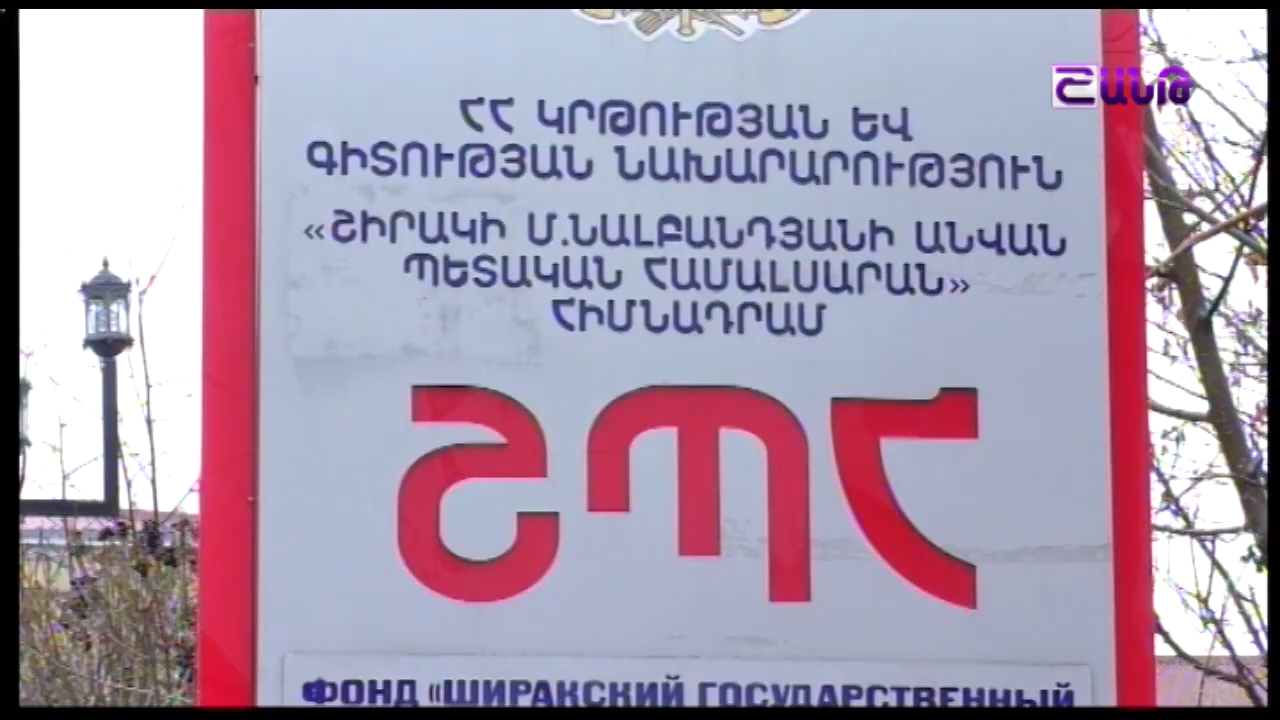 Շանթ
ՀՀ ԿՐԹՈՒԹՅԱՆ ԵՎ
ԳԻՏՈՒԹՅԱՆ ՆԱԽԱՐԱՐՈՒԹՅՈՒՆ
«ՇԻՐԱԿԻ Մ.ՆԱԼԲԱՆԴՅԱՆԻ ԱՆՎԱՆ
ՊԵՏԱԿԱՆ ՀԱՄԱԼՍԱՐԱՆ»
ՀԻՄՆԱԴՐԱՄ
ՇՊՀ
ФОНД «ШИРАКСКИЙ ГОСУДАРСТВЕННЫЙ